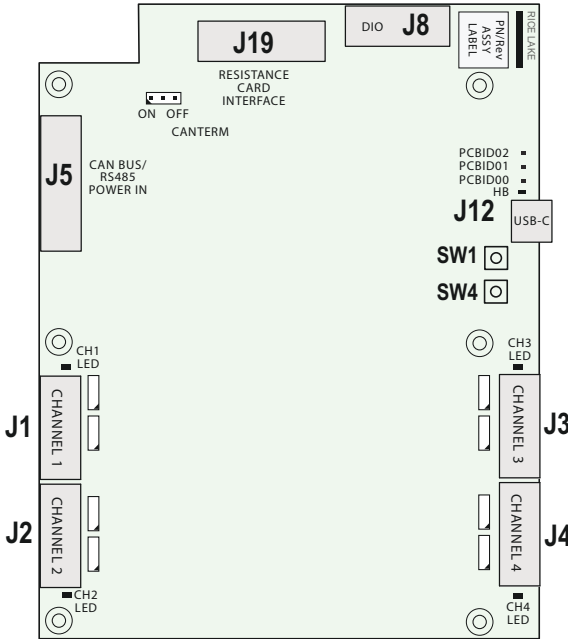 J19
DIO J8
PN/Rev
ASSY
LABEL
RICE LAKE
RESISTANCE
CARD
INTERFACE
ON OFF
CANTERM
J5
CAN BUS/
RS485
POWER IN
PCBID02
PCBID01
PCBID00
HB
J12
USB-C
SW1
SW4
CH1
LED
CH3
LED
J1
CHANNEL 1
J3
CHANNEL 3
J2
CHANNEL 2
J4
CHANNEL 4
CH2
LED
CH4
LED